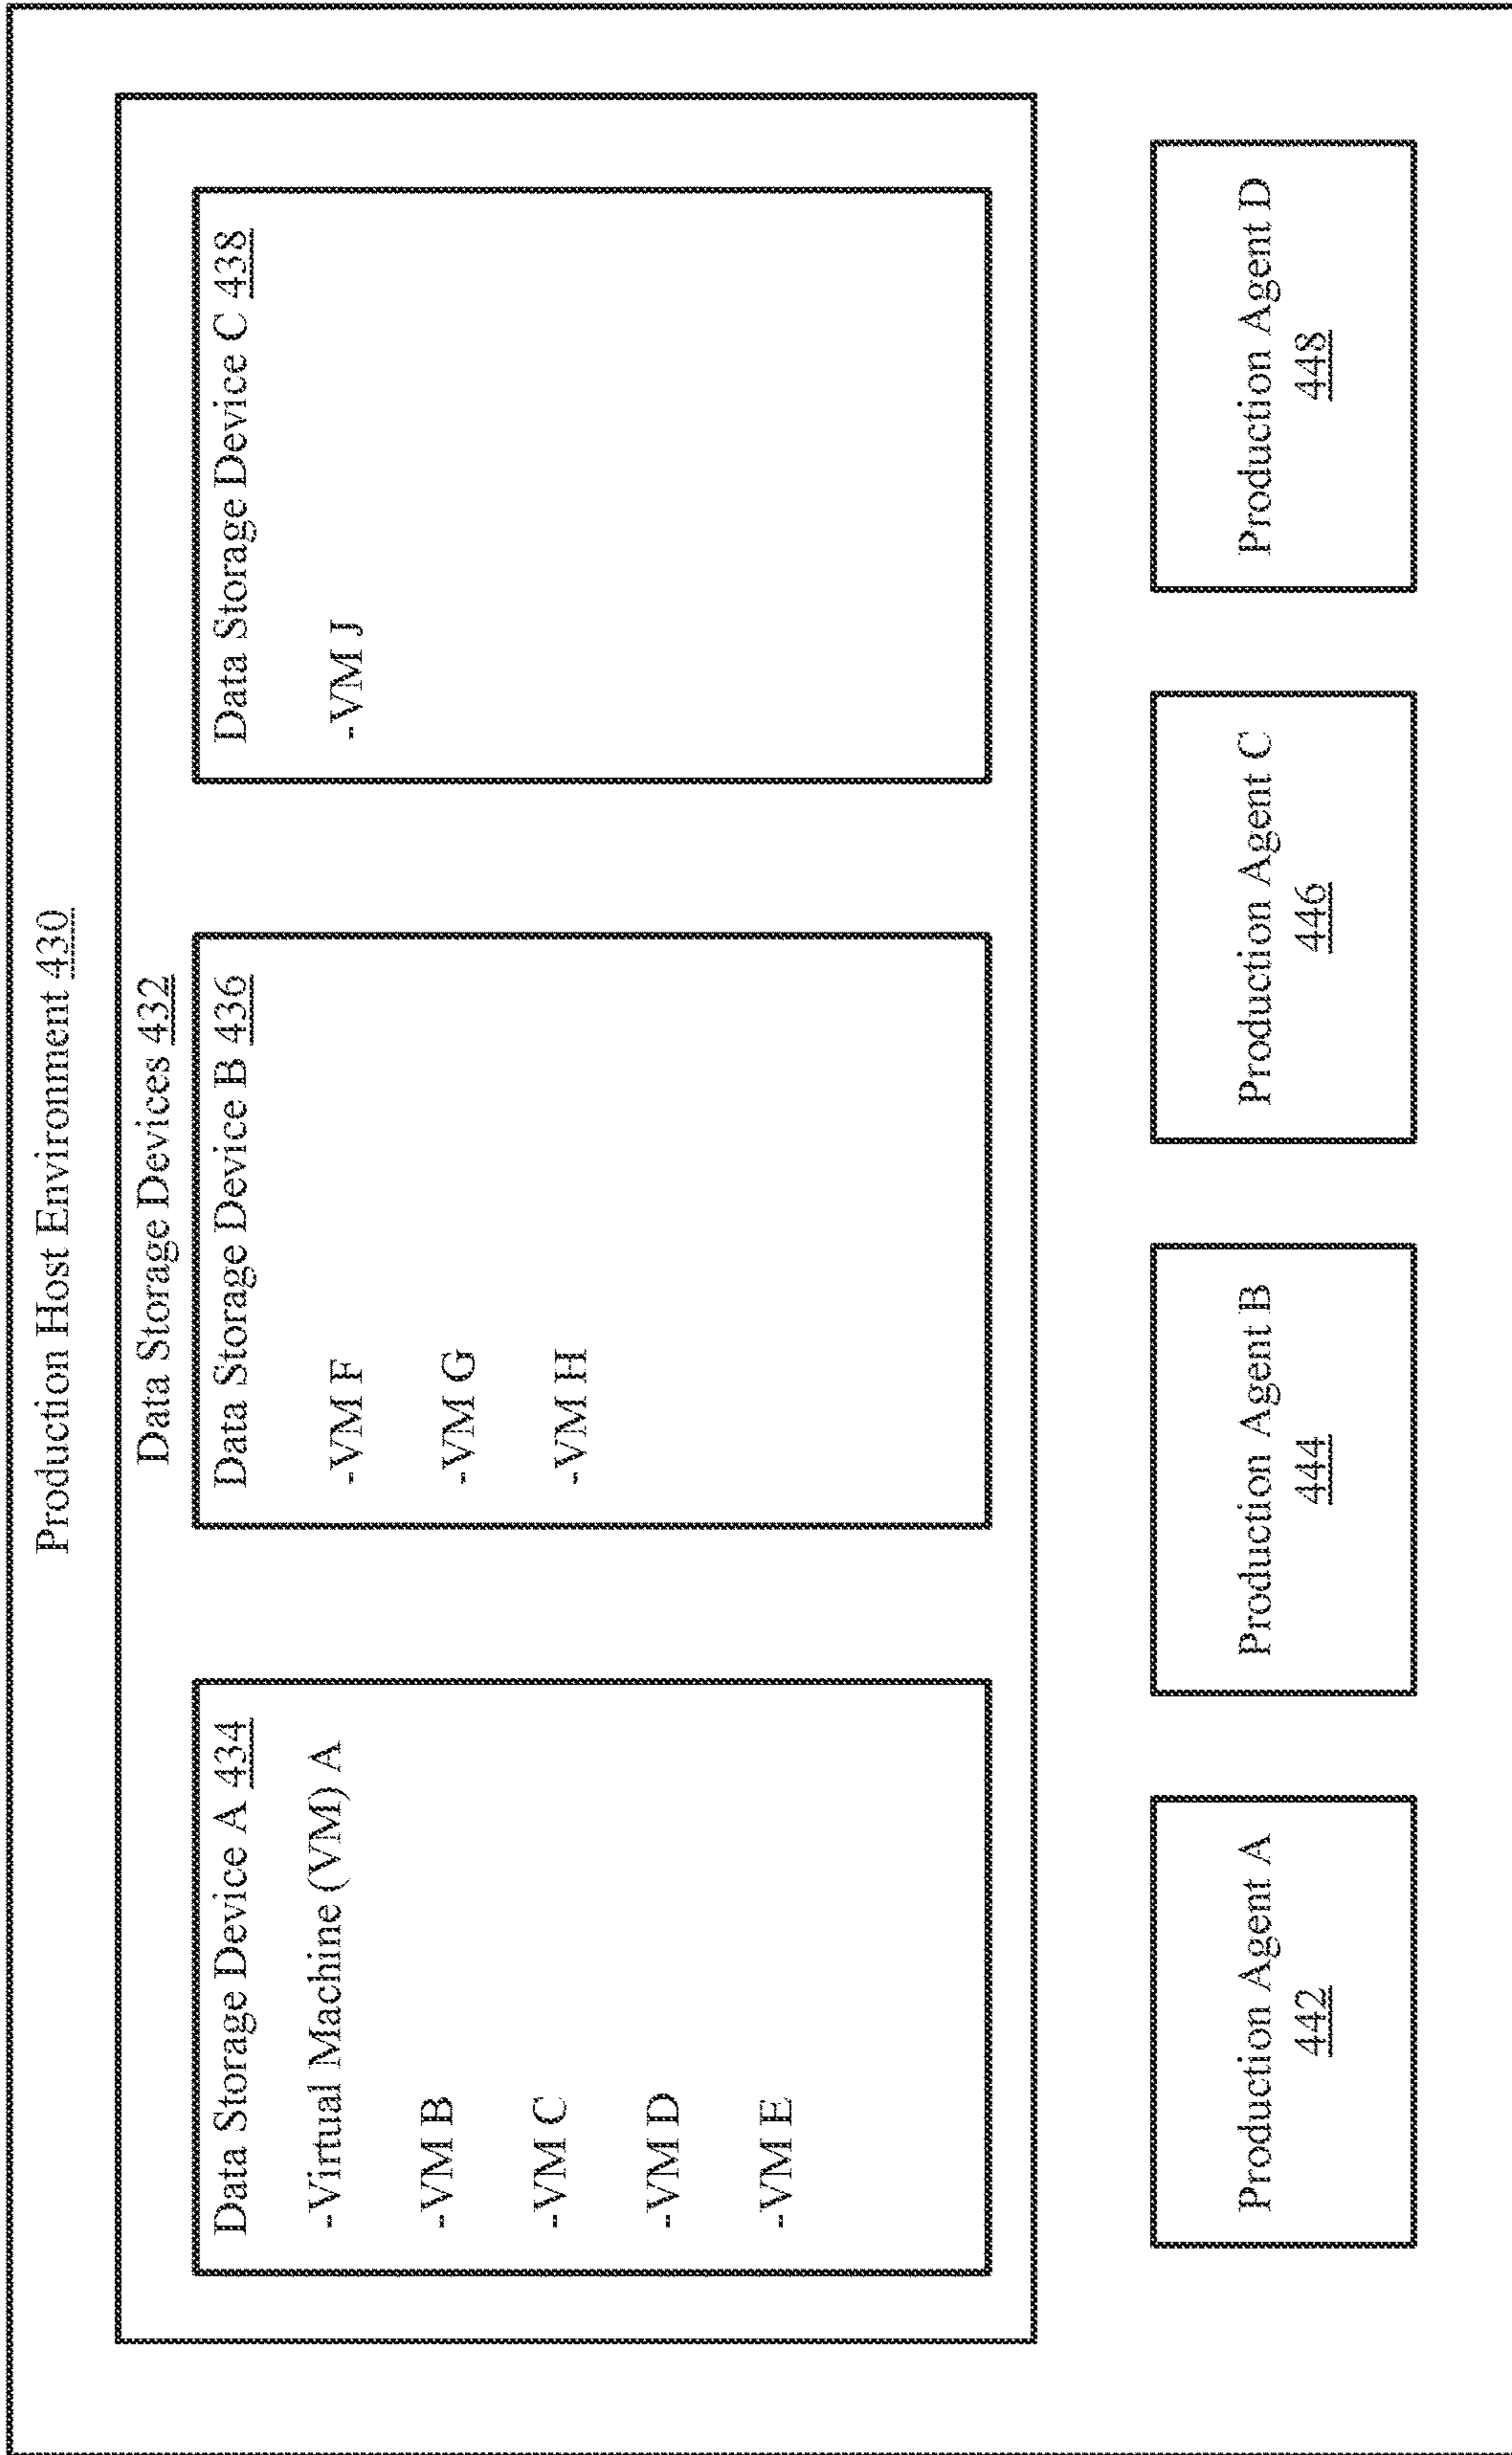 Production Host Environment 430
Data Storage Devices 432
Data Storage Device A 434
-Virtual Machine (VM) A
-VM B
-VM C
-VM D
-VM E
Data Storage Device B 436
-VM F
-VM G
-VM H
Data Storage Device C 438
-VM J
Production Agent A
442
Production Agent B
444
Production Agent C
446
Production Agent D
448